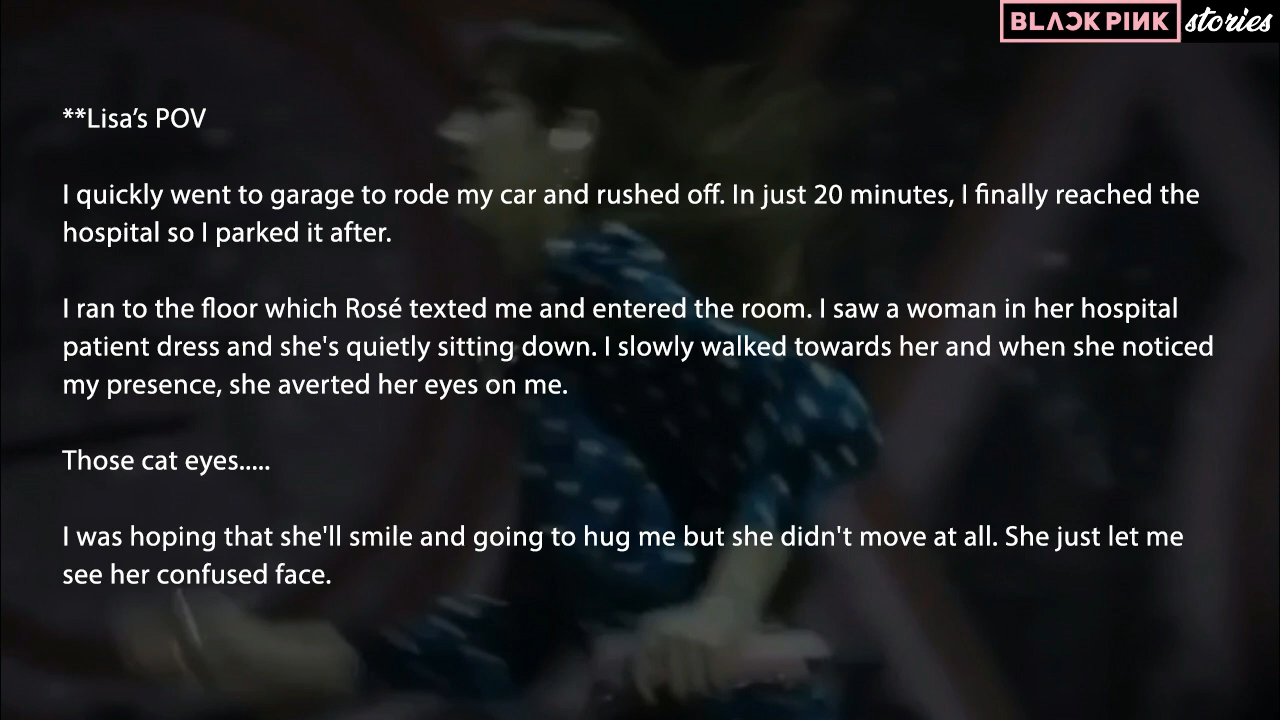 BLACKPINK stories
**Lisa’s POV
I quickly went to garage to rode my car and rushed off. In just 20 minutes, I finally reached the
hospital so I parked it after.
I ran to the floor which Rosé texted me and entered the room. I saw a woman in her hospital
patient dress and she's quietly sitting down. I slowly walked towards her and when she noticed
my presence, she averted her eyes on me.
Those cat eyes.....
I was hoping that she'll smile and going to hug me but she didn't move at all. She just let me
see her confused face.